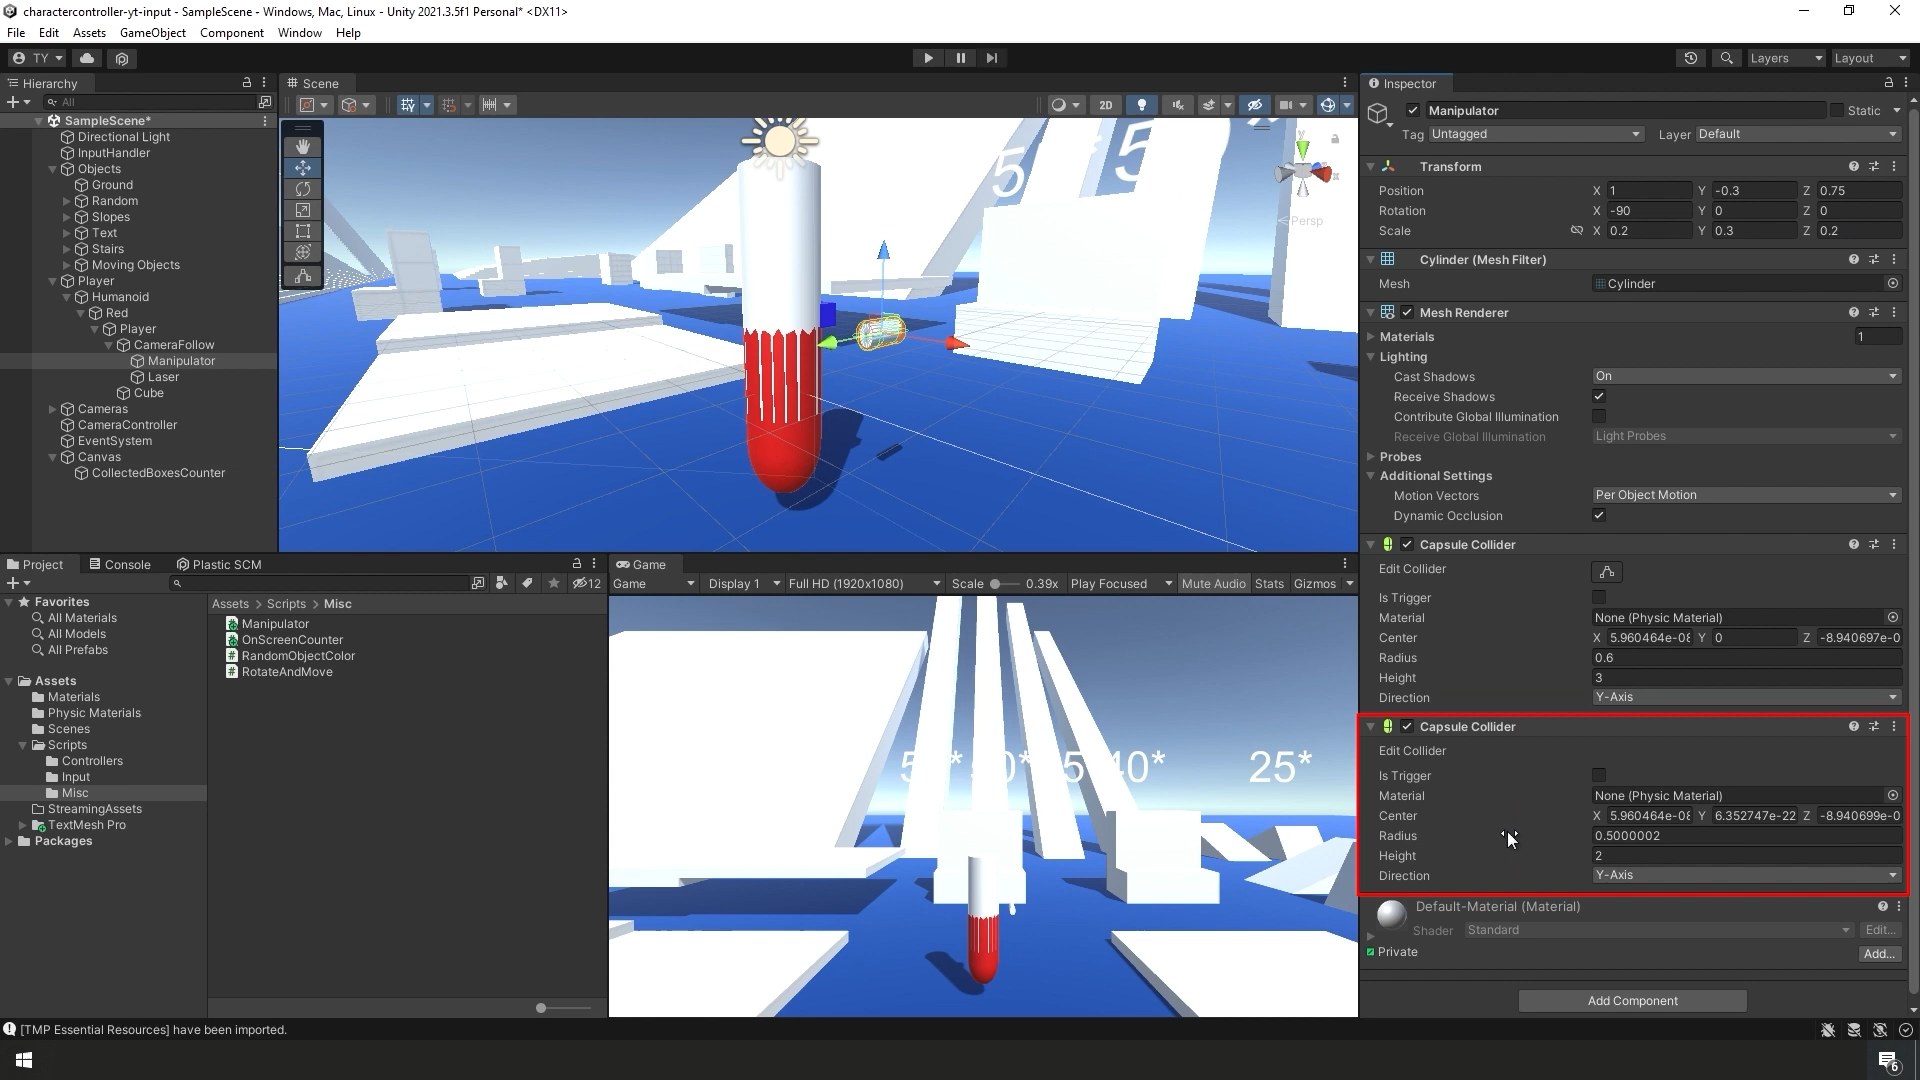 charactercontroller-yt-input - SampleScene - Windows, Mac, Linux - Unity 2021.3.5f1 Personal* <DX11>
File Edit Assets GameObject Component Window Help
TY Layers Layout
Hierarchy
All
SampleScene*
Directional Light
InputHandler
Objects
Ground
Random
Slopes
Text
Stairs
Moving Objects
Player
Humanoid
Red
Player
CameraFollow
Manipulator
Laser
Cube
Cameras
CameraController
EventSystem
Canvas
CollectedBoxesCounter
Scene
2D
5
5
y
x
Persp
Inspector
Manipulator Static
Tag Untagged Layer Default
Transform
Position X 1 Y -0.3 Z 0.75
Rotation X -90 Y 0 Z 0
Scale X 0.2 Y 0.3 Z 0.2
Cylinder (Mesh Filter)
Mesh Cylinder
Mesh Renderer
Materials 1
Lighting
Cast Shadows On
Receive Shadows
Contribute Global Illumination
Receive Global Illumination Light Probes
Probes
Additional Settings
Motion Vectors Per Object Motion
Dynamic Occlusion
Capsule Collider
Edit Collider
Is Trigger
Material None (Physic Material)
Center X 5.960464e-08 Y 0 Z -8.940697e-0
Radius 0.6
Height 3
Direction Y-Axis
Capsule Collider
Edit Collider
Is Trigger
Material None (Physic Material)
Center X 5.960464e-08 Y 6.352747e-22 Z -8.940699e-0
Radius 0.5000002
Height 2
Direction Y-Axis
Default-Material (Material)
Shader Standard Edit...
Private Add...
Add Component
Project Console Plastic SCM
12
Favorites
All Materials
All Models
All Prefabs
Assets
Materials
Physic Materials
Scenes
Scripts
Controllers
Input
Misc
StreamingAssets
TextMesh Pro
Packages
Assets > Scripts > Misc
Manipulator
OnScreenCounter
RandomObjectColor
RotateAndMove
Game
Game Display 1 Full HD (1920x1080) Scale 0.39x Play Focused Mute Audio Stats Gizmos
40* 25*
[TMP Essential Resources] have been imported.
6